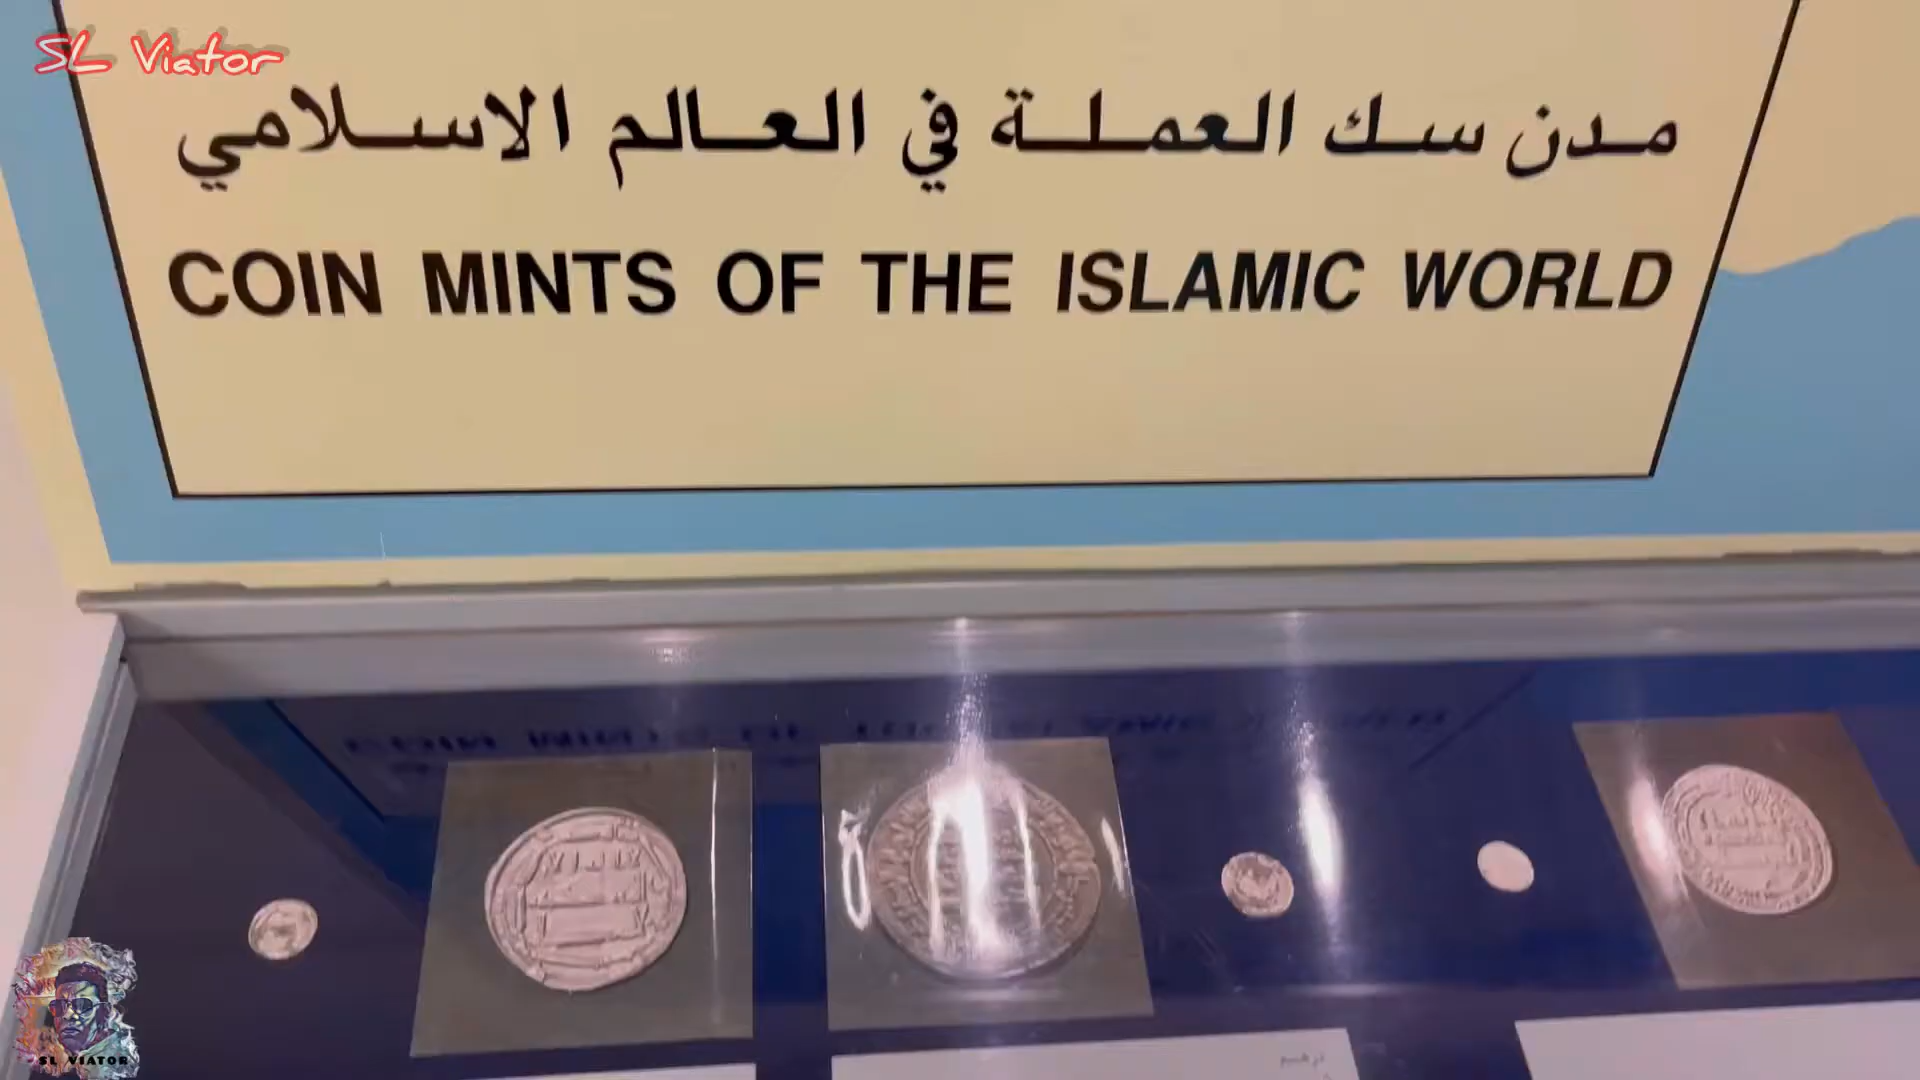 SL Viator
مدن سك العملة في العالم الاسلامي
COIN MINTS OF THE ISLAMIC WORLD
SL VIATOR